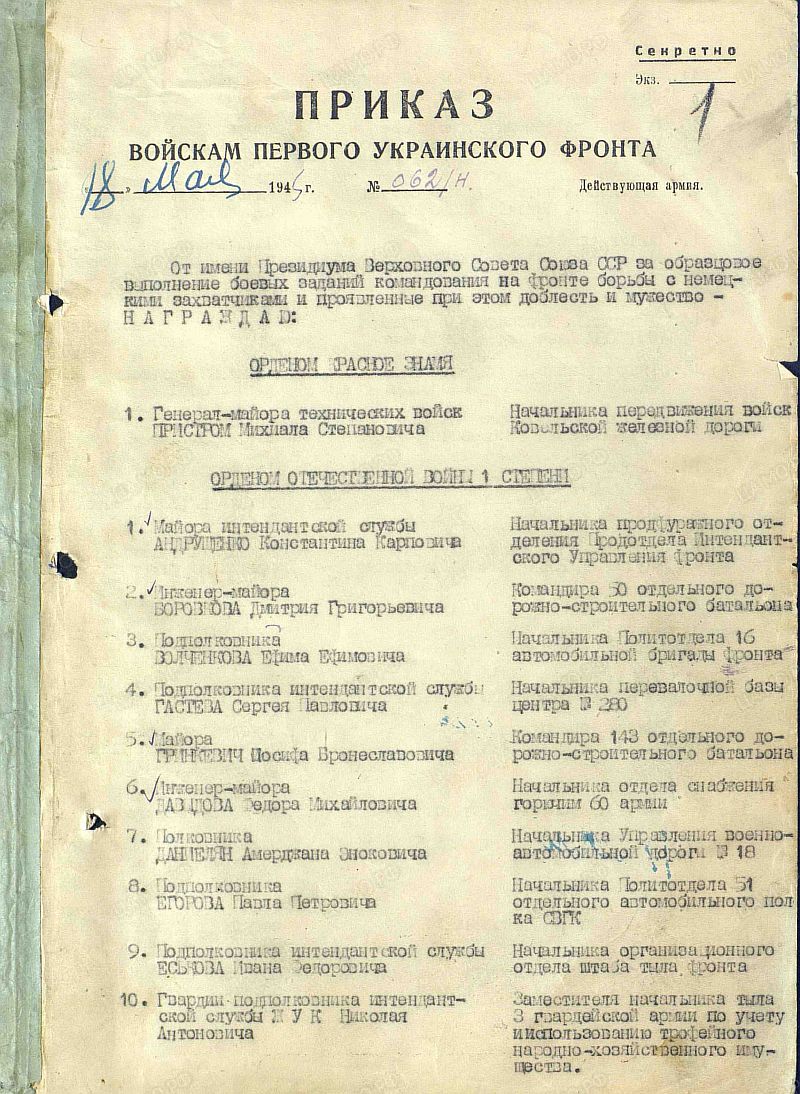 Секретно
Экз. 1
ПРИКАЗ
ВОЙСКАМ ПЕРВОГО УКРАИНСКОГО ФРОНТА
„18" Мая 1945 г. № 062/н. Действующая армия.
От имени Президиума Верховного Совета Союза ССР за образцовое
выполнение боевых заданий командования на фронте борьбы с немец-
кими захватчиками и проявленные при этом доблесть и мужество -
НАГРАЖДАЮ:
ОРДЕНОМ КРАСНОЕ ЗНАМЯ
1. Генерал-майора технических войск Начальника передвижения войск
ПРИСТРОМ Михаила Степановича Ковельской железной дороги
ОРДЕНОМ ОТЕЧЕСТВЕННОЙ ВОЙНЫ 1 СТЕПЕНИ
1. Майора интендантской службы Начальника продфуражного от-
АНДРУЩЕНКО Константина Карповича деления Продотдела Интендант-
ского Управления фронта
2. Инженер-майора Командира 50 отдельного до-
БОРОВКОВА Дмитрия Григорьевича рожно-строительного батальона
3. Подполковника Начальника Политотдела 16
ВОЛЧЕНКОВА Ефима Ефимовича автомобильной бригады фронта
4. Подполковника интендантской службы Начальника перевалочной базы
ГАСТЕВА Сергея Павловича центра № 280
5. Майора Командира 143 отдельного до-
ГРИНКЕВИЧ Иосифа Брониславовича рожно-строительного батальона
6. Инженер-майора Начальника отдела снабжения
ДАВЫДОВА Федора Михайловича горючим 60 армии
7. Полковника Начальника Управления военно-
ДАНИЕЛЯН Амерджана Эноковича автомобильной дороги № 18
8. Подполковника Начальника Политотдела 51
ЕГОРОВА Павла Петровича отдельного автомобильного пол
ка СВГК
9. Подполковника интендантской службы Начальника организационного
ЕСЬКОВА Ивана Федоровича отдела штаба тыла фронта
10. Гвардии подполковника интендант- Заместителя начальника тыла
ской службы ЖУК Николая 3 гвардейской армии по учету
Антоновича и использованию трофейного
народно-хозяйственного иму-
щества.